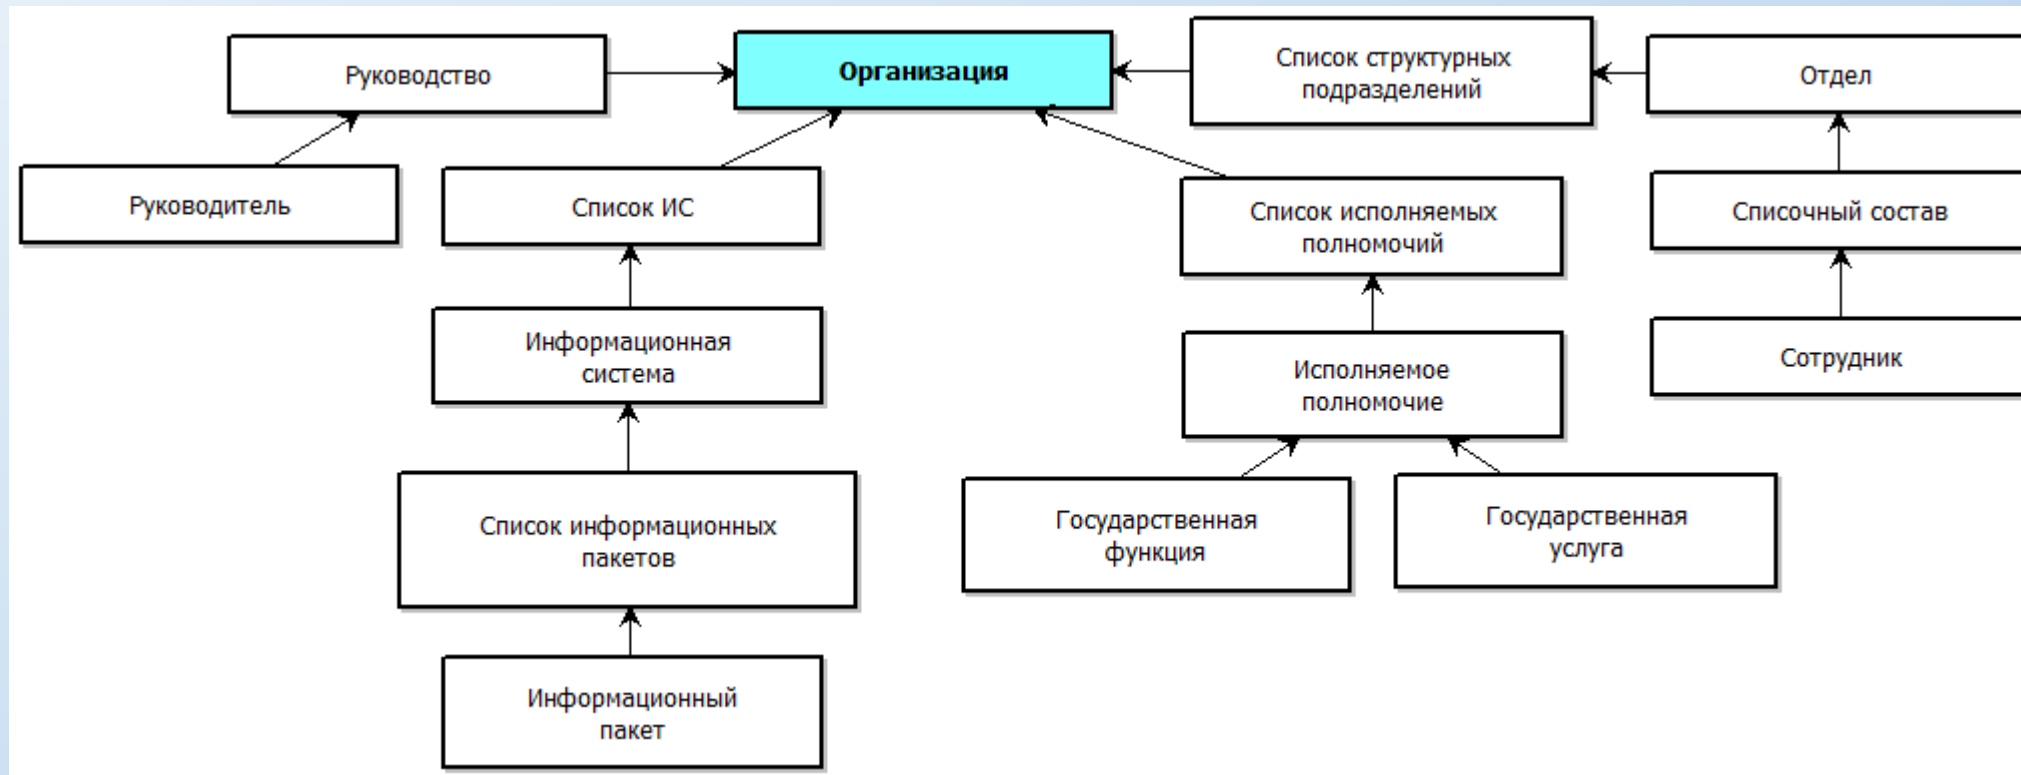 Руководство
Организация
Список структурных
подразделений
Отдел
Руководитель
Список ИС
Список исполняемых
полномочий
Списочный состав
Информационная
система
Исполняемое
полномочие
Сотрудник
Список информационных
пакетов
Государственная
функция
Государственная
услуга
Информационный
пакет